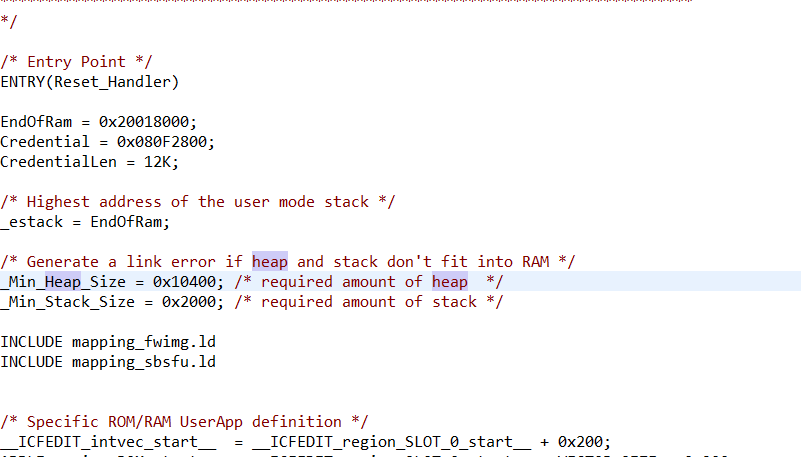 */
/* Entry Point */
ENTRY(Reset_Handler)
EndOfRam = 0x20018000;
Credential = 0x080F2800;
CredentialLen = 12K;
/* Highest address of the user mode stack */
_estack = EndOfRam;
/* Generate a link error if heap and stack don't fit into RAM */
_Min_Heap_Size = 0x10400; /* required amount of heap  */
_Min_Stack_Size = 0x2000; /* required amount of stack */
INCLUDE mapping_fwimg.ld
INCLUDE mapping_sbsfu.ld
/* Specific ROM/RAM UserApp definition */
__ICFEDIT_intvec_start__  = __ICFEDIT_region_SLOT_0_start__ + 0x200;